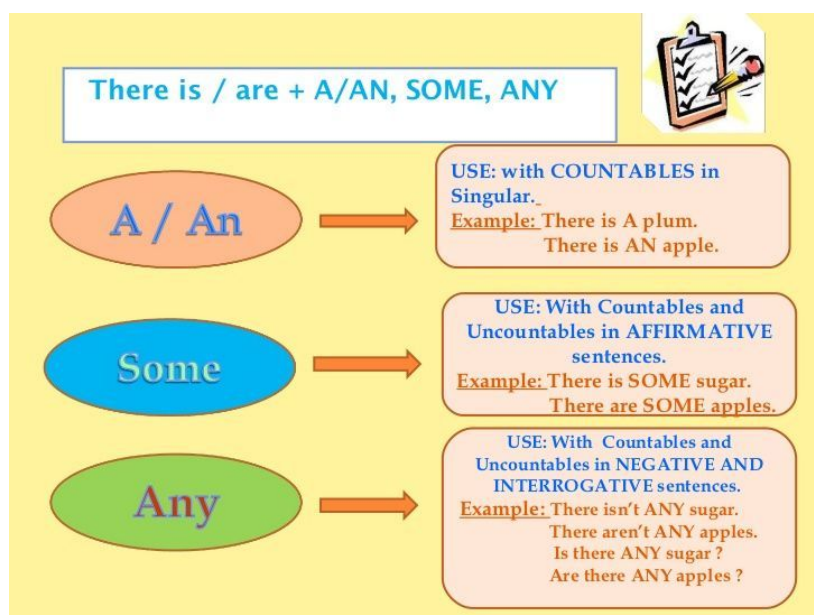 There is / are + A/AN, SOME, ANY
A / An
USE: with COUNTABLES in
Singular.
Example: There is A plum.
There is AN apple.
Some
USE: With Countables and
Uncountables in AFFIRMATIVE
sentences.
Example: There is SOME sugar.
There are SOME apples.
Any
USE: With Countables and
Uncountables in NEGATIVE AND
INTERROGATIVE sentences.
Example: There isn't ANY sugar.
There aren't ANY apples.
Is there ANY sugar ?
Are there ANY apples ?